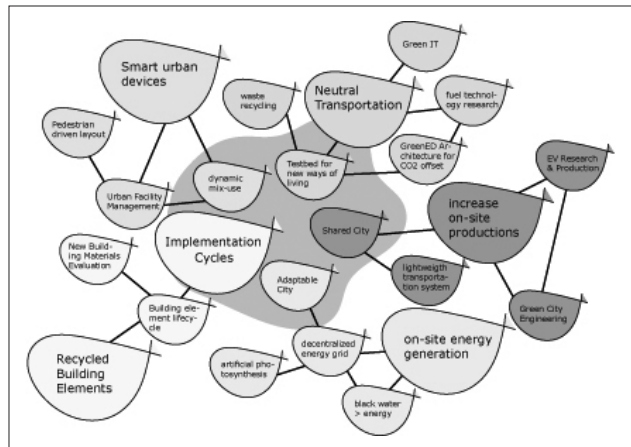 Green IT
Smart urban
devices
waste
recycling
Neutral
Transportation
fuel technol-
ogy research
Pedestrian
driven layout
GreenED Ar-
chitecture for
CO2 offset
EV Research
& Production
Testbed for
new ways of
living
dynamic
mix-use
Urban Facility
Management
increase
on-site
productions
Shared City
Implementation
Cycles
New Build-
ing Materials
Evaluation
Adaptable
City
lightweigth
transporta-
tion system
Building ele-
ment lifecy-
cle
Green City
Engineering
decentralized
energy grid
on-site energy
generation
Recycled
Building
Elements
artificial pho-
tosynthesis
black water
> energy